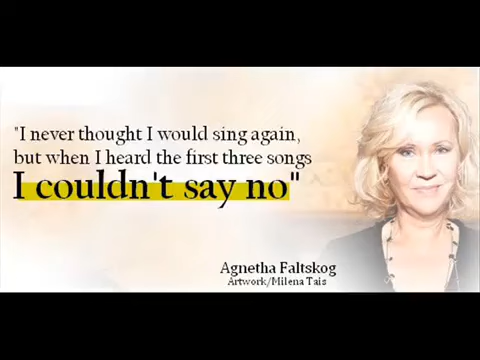 "I never thought I would sing again,
but when I heard the first three songs
I couldn't say no"
Agnetha Faltskog
Artwork/Milena Tais